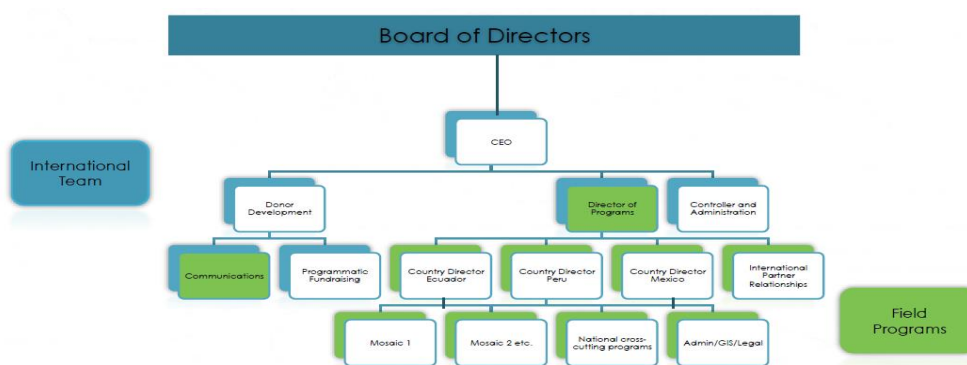 Board of Directors
CEO
International
Team
Donor
Development
Director of
Programs
Controller and
Administration
Communications
Programmatic
Fundraising
Country Director
Ecuador
Country Director
Peru
Country Director
Mexico
International
Partner
Relationships
Field
Programs
Mosaic 1
Mosaic 2 etc.
National cross-
cutting programs
Admin/GIS/Legal